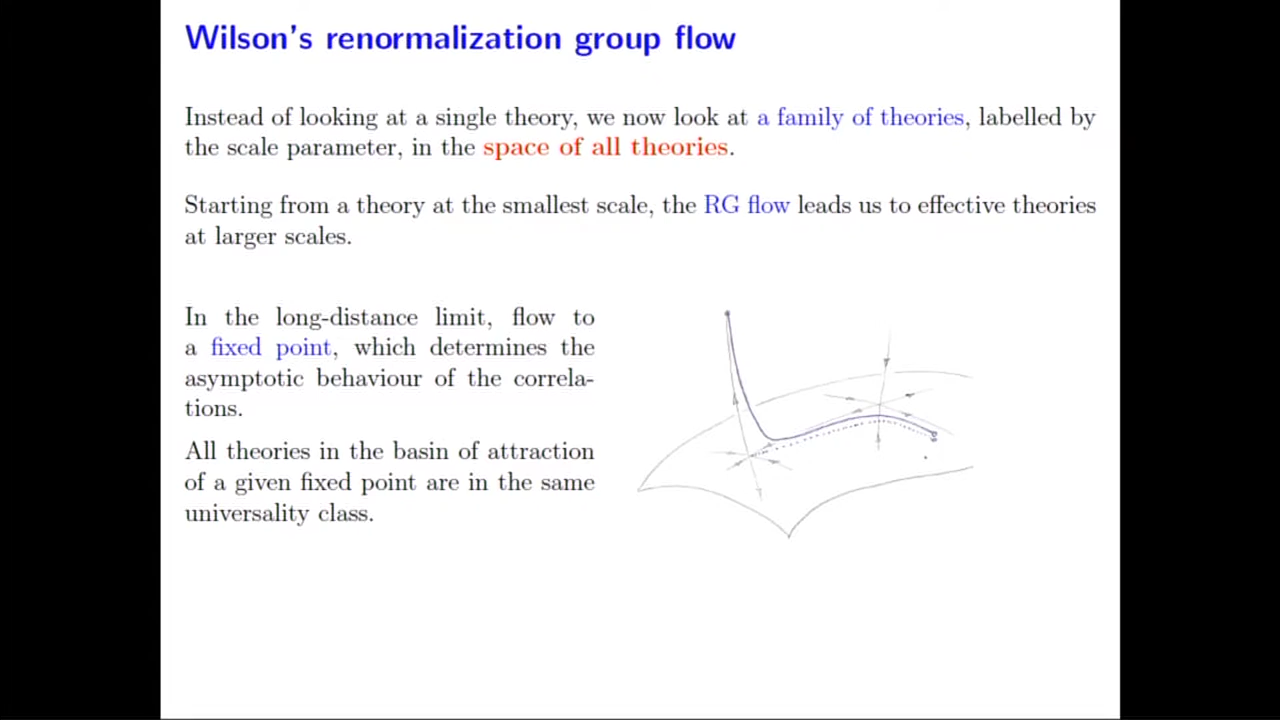 Wilson's renormalization group flow
Instead of looking at a single theory, we now look at a family of theories, labelled by
the scale parameter, in the space of all theories.
Starting from a theory at the smallest scale, the RG flow leads us to effective theories
at larger scales.
In the long-distance limit, flow to
a fixed point, which determines the
asymptotic behaviour of the correla-
tions.
All theories in the basin of attraction
of a given fixed point are in the same
universality class.